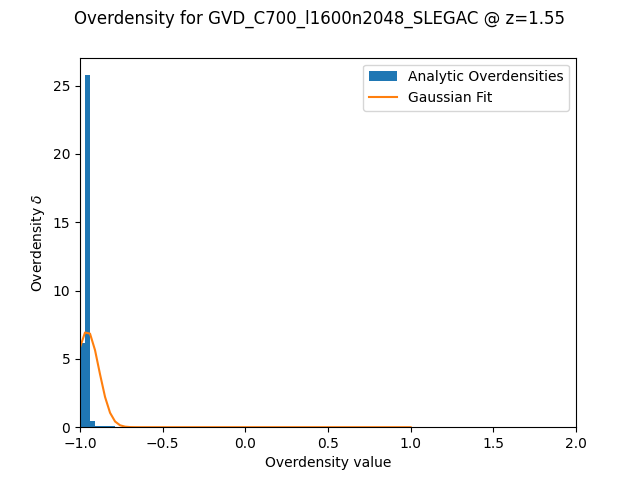 Overdensity for GVD_C700_l1600n2048_SLEGAC @ z=1.55
Analytic Overdensities
Gaussian Fit
Overdensity δ
25
20
15
10
5
0
−1.0 −0.5 0.0 0.5 1.0 1.5 2.0
Overdensity value